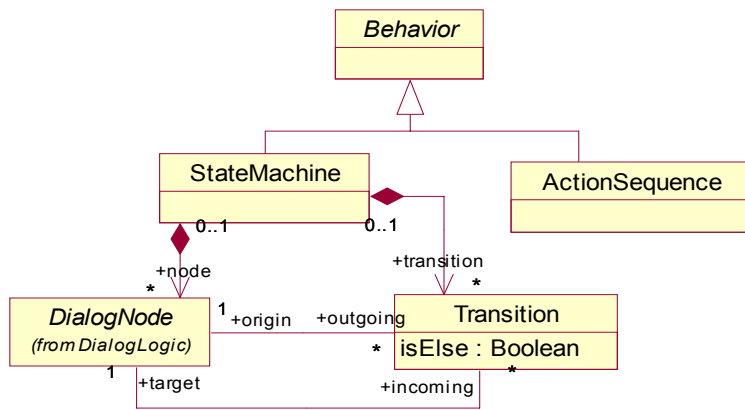 Behavior
StateMachine
ActionSequence
0..1
0..1
+node
+transition
*
*
DialogNode
(from DialogLogic)
1
+origin
+outgoing
*
Transition
isElse : Boolean
1
+target
+incoming
*